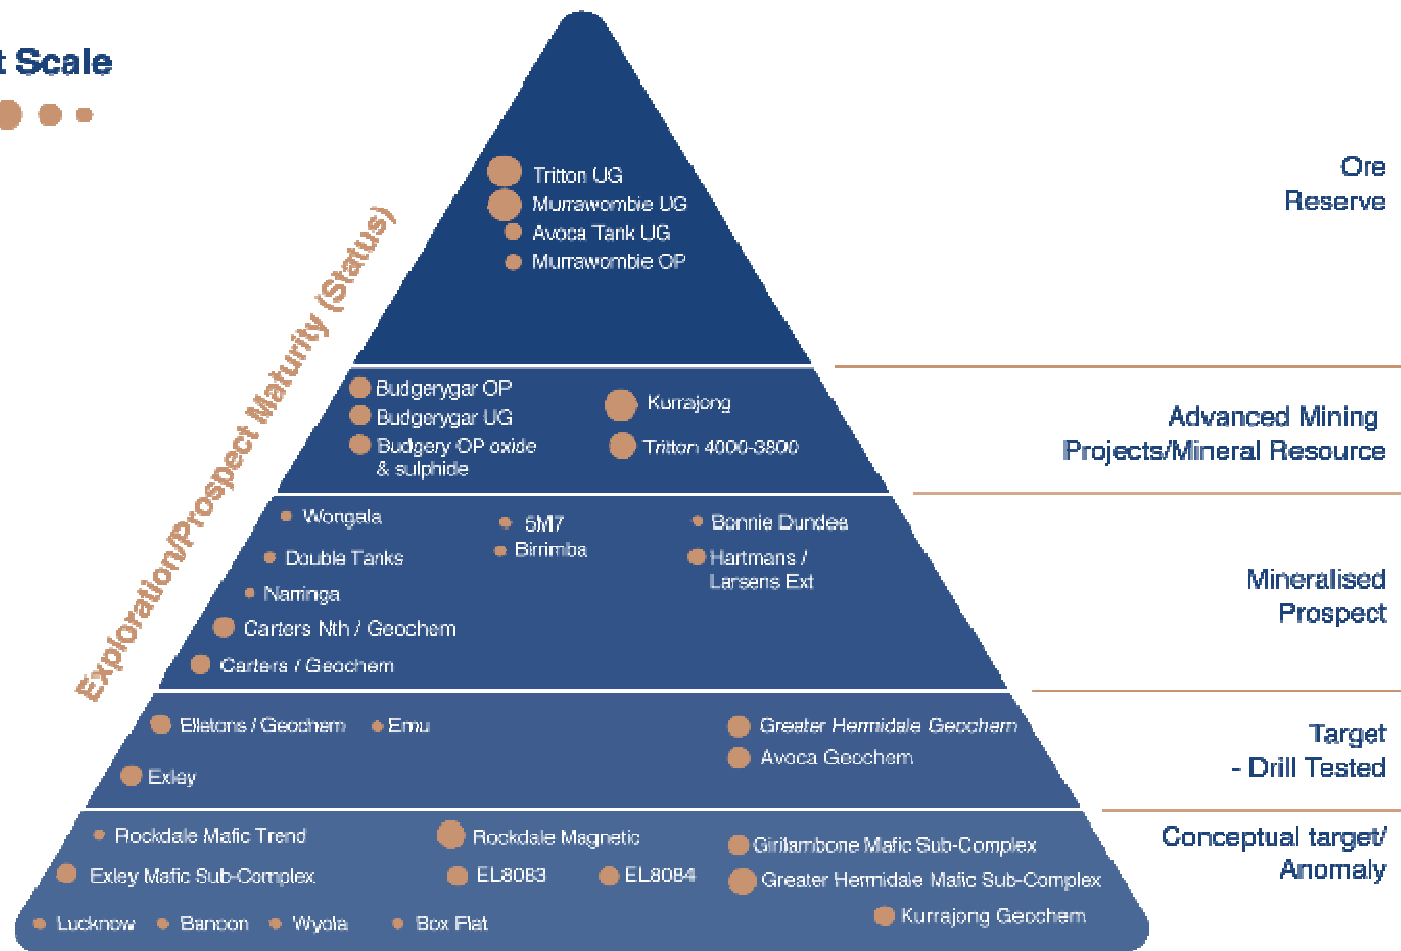 t Scale
Exploration/Prospect Maturity (Status)
Tritton UG
Murrawombie UG
Avoca Tank UG
Murrawombie OP
Ore
Reserve
Budgerygar OP
Budgerygar UG
Budgery OP oxide
& sulphide
Kurrajong
Tritton 4000-3800
Advanced Mining
Projects/Mineral Resource
Wongala
Double Tanks
Narringa
Carters Nth / Geochem
Carters / Geochem
5M7
Birrimba
Bonnie Dundee
Hartmans /
Larsens Ext
Mineralised
Prospect
Elletons / Geochem
Emu
Exley
Greater Hermidale Geochem
Avoca Geochem
Target
- Drill Tested
Rockdale Mafic Trend
Exley Mafic Sub-Complex
Lucknow
Bancon
Wyola
Box Flat
Rockdale Magnetic
EL8083
EL8084
Girilambone Mafic Sub-Complex
Greater Hermidale Mafic Sub-Complex
Kurrajong Geochem
Conceptual target/
Anomaly